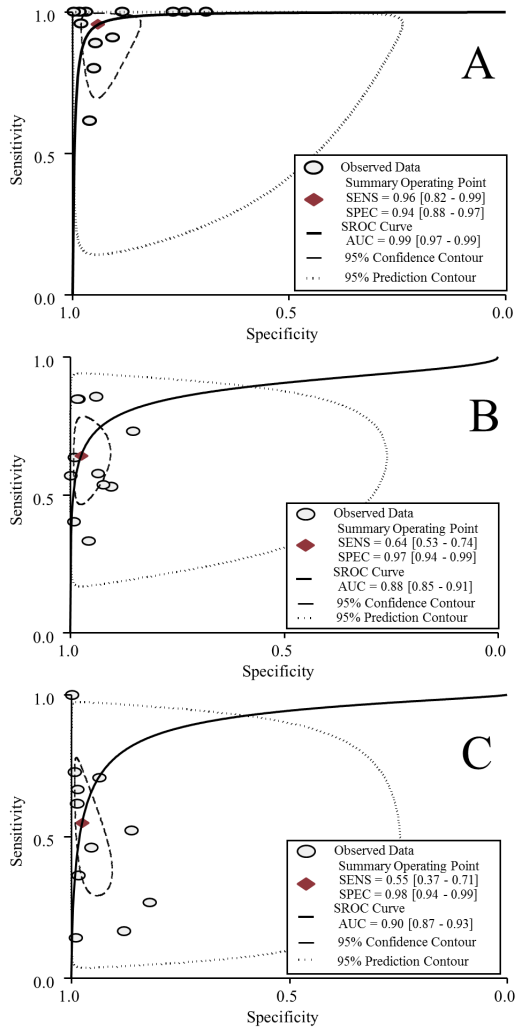 1.0
A
Sensitivity
0.5
Observed Data
Summary Operating Point
SENS = 0.96 [0.82 - 0.99]
SPEC = 0.94 [0.88 - 0.97]
SROC Curve
AUC = 0.99 [0.97 - 0.99]
95% Confidence Contour
95% Prediction Contour
0.0
1.0 0.5 0.0
Specificity
1.0
B
Sensitivity
0.5
Observed Data
Summary Operating Point
SENS = 0.64 [0.53 - 0.74]
SPEC = 0.97 [0.94 - 0.99]
SROC Curve
AUC = 0.88 [0.85 - 0.91]
95% Confidence Contour
95% Prediction Contour
0.0
1.0 0.5 0.0
Specificity
1.0
C
Sensitivity
0.5
Observed Data
Summary Operating Point
SENS = 0.55 [0.37 - 0.71]
SPEC = 0.98 [0.94 - 0.99]
SROC Curve
AUC = 0.90 [0.87 - 0.93]
95% Confidence Contour
95% Prediction Contour
0.0
1.0 0.5 0.0
Specificity